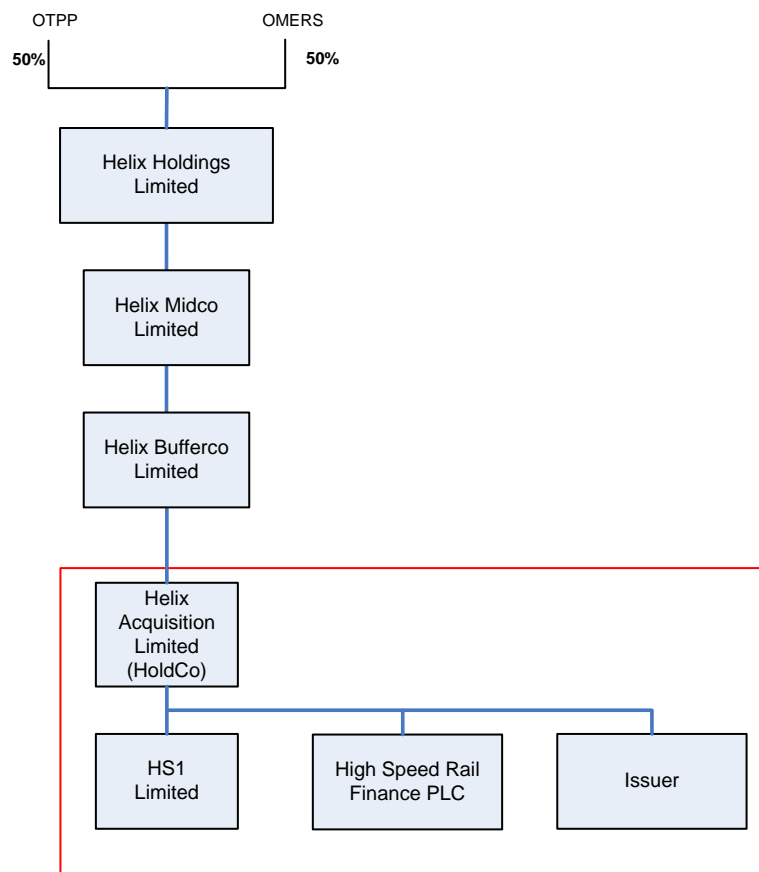 OTPP
OMERS
50%
50%
Helix Holdings
Limited
Helix Midco
Limited
Helix Bufferco
Limited
Helix
Acquisition
Limited
(HoldCo)
HS1
Limited
High Speed Rail
Finance PLC
Issuer